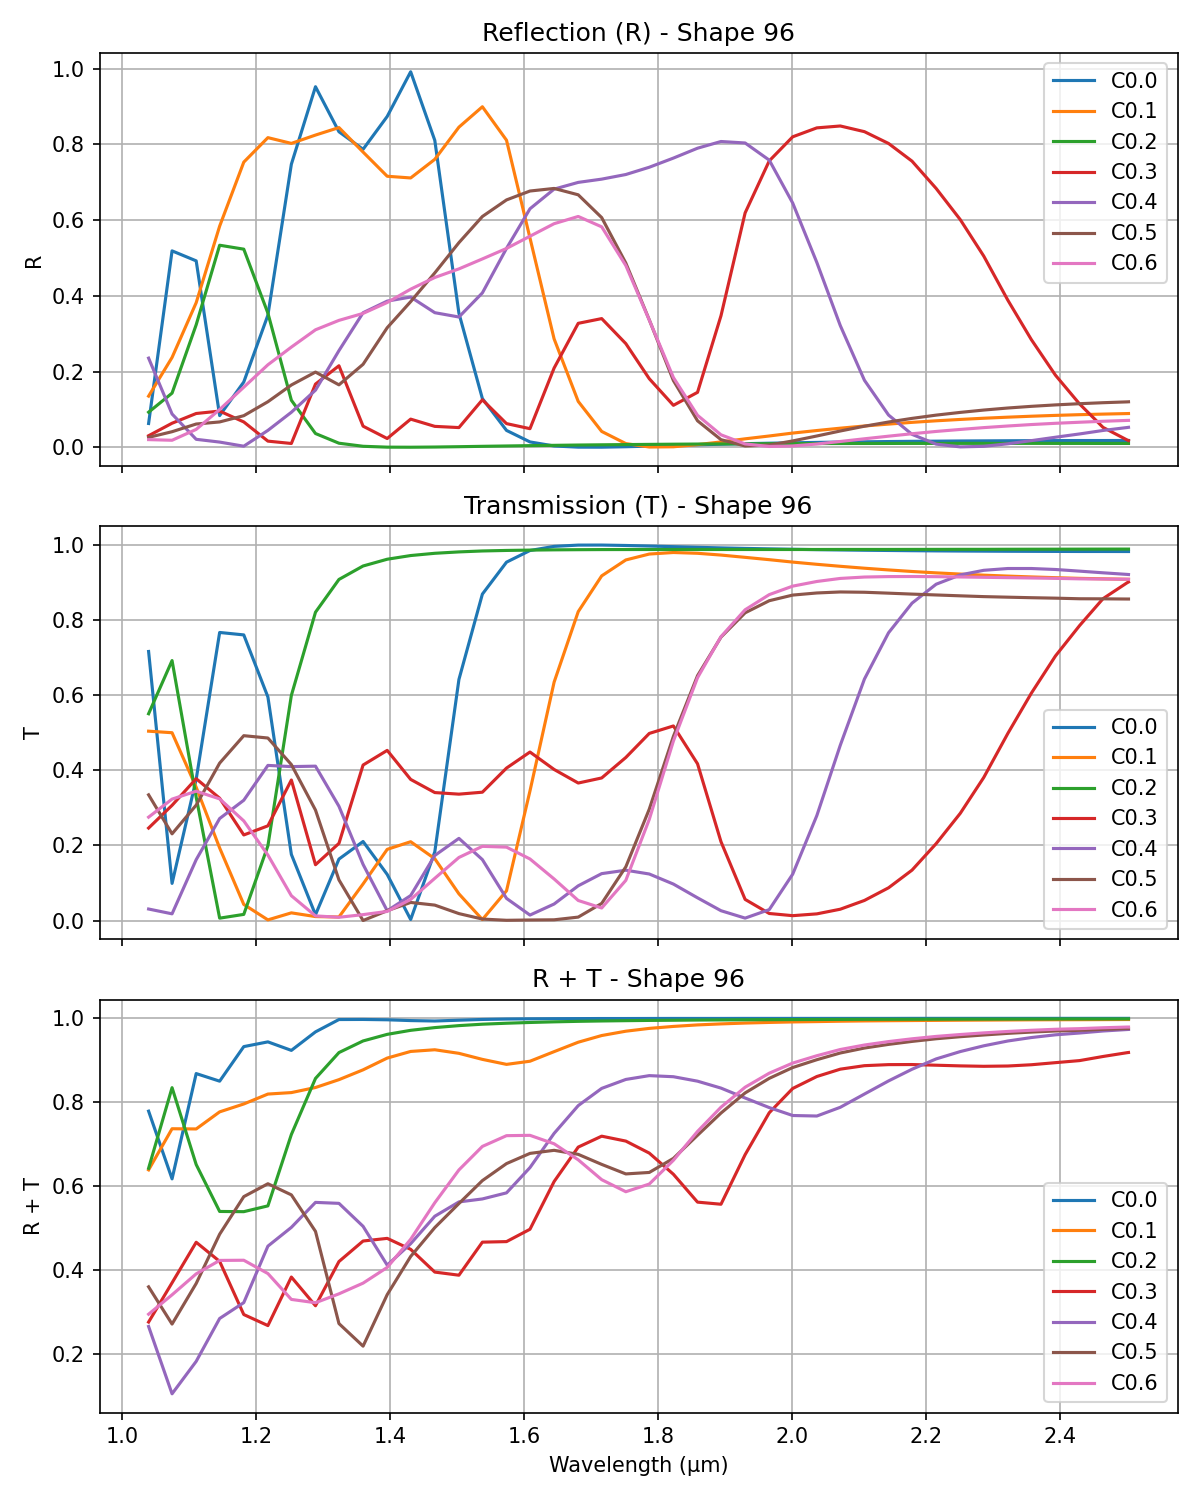 Reflection (R) - Shape 96
1.0
0.8
0.6
0.4
0.2
0.0
R
C0.0
C0.1
C0.2
C0.3
C0.4
C0.5
C0.6
Transmission (T) - Shape 96
1.0
0.8
0.6
0.4
0.2
0.0
T
C0.0
C0.1
C0.2
C0.3
C0.4
C0.5
C0.6
R + T - Shape 96
1.0
0.8
0.6
0.4
0.2
R + T
C0.0
C0.1
C0.2
C0.3
C0.4
C0.5
C0.6
1.0 1.2 1.4 1.6 1.8 2.0 2.2 2.4
Wavelength (μm)